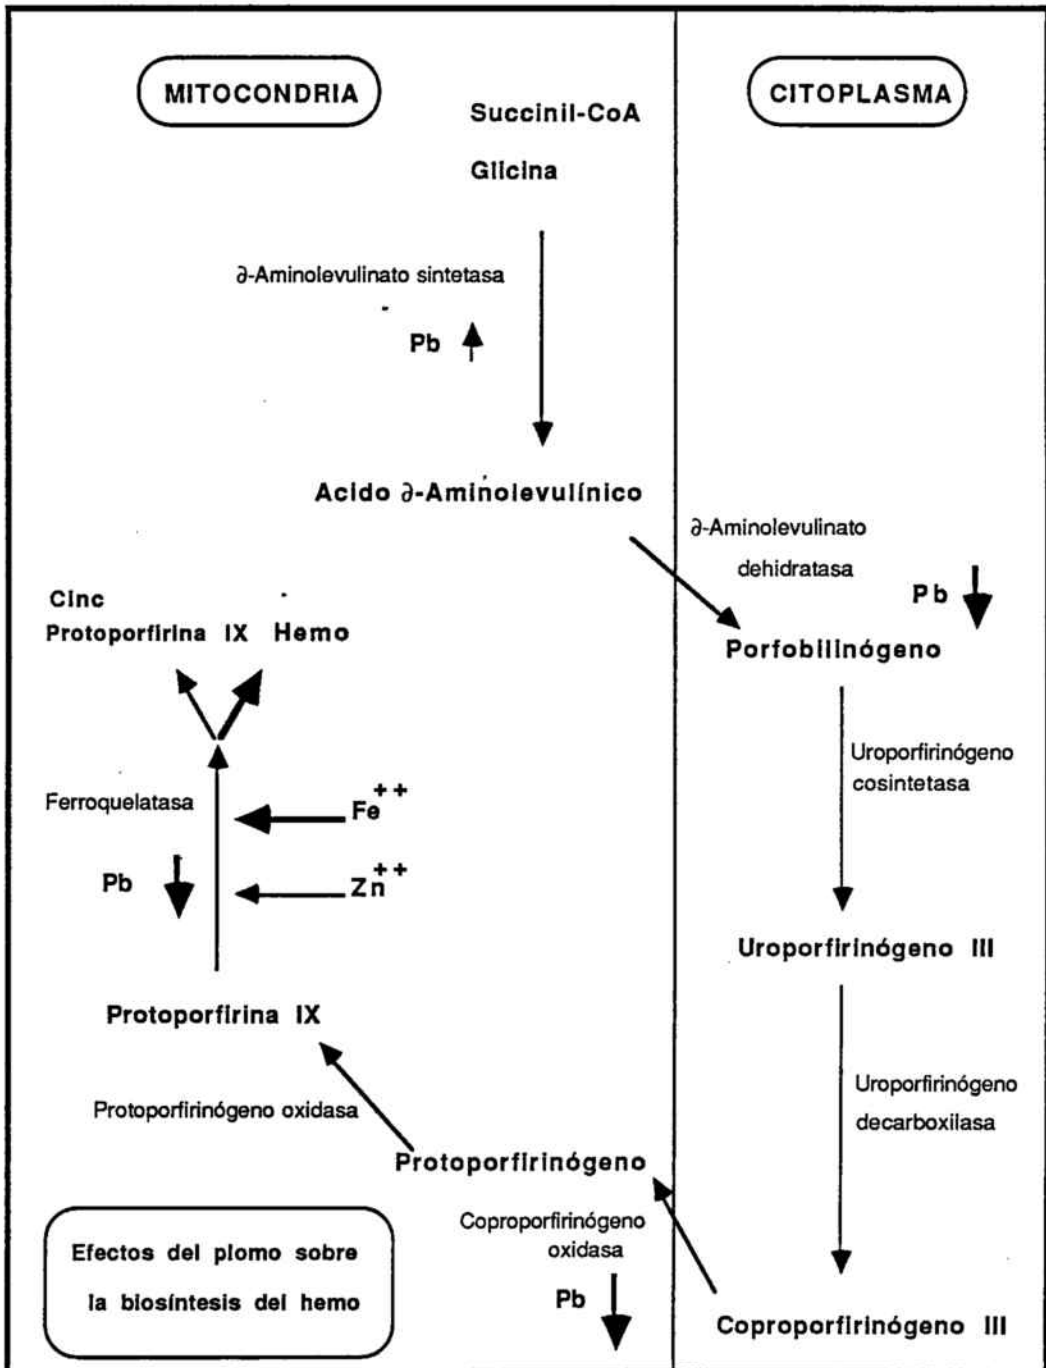 MITOCONDRIA
CITOPLASMA
Succinil-CoA
Glicina
∂-Aminolevulinato sintetasa
Pb
Acido ∂-Aminolevulínico
∂-Aminolevulinato
dehidratasa
Pb
Porfobilinógeno
Cinc
Protoporfirina IX Hemo
Uroporfirinógeno
cosintetasa
Ferroquelatasa
Fe++
Pb
Zn++
Uroporfirinógeno III
Protoporfirina IX
Uroporfirinógeno
decarboxilasa
Protoporfirinógeno oxidasa
Protoporfirinógeno
Coproporfirinógeno
oxidasa
Pb
Coproporfirinógeno III
Efectos del plomo sobre
la biosíntesis del hemo